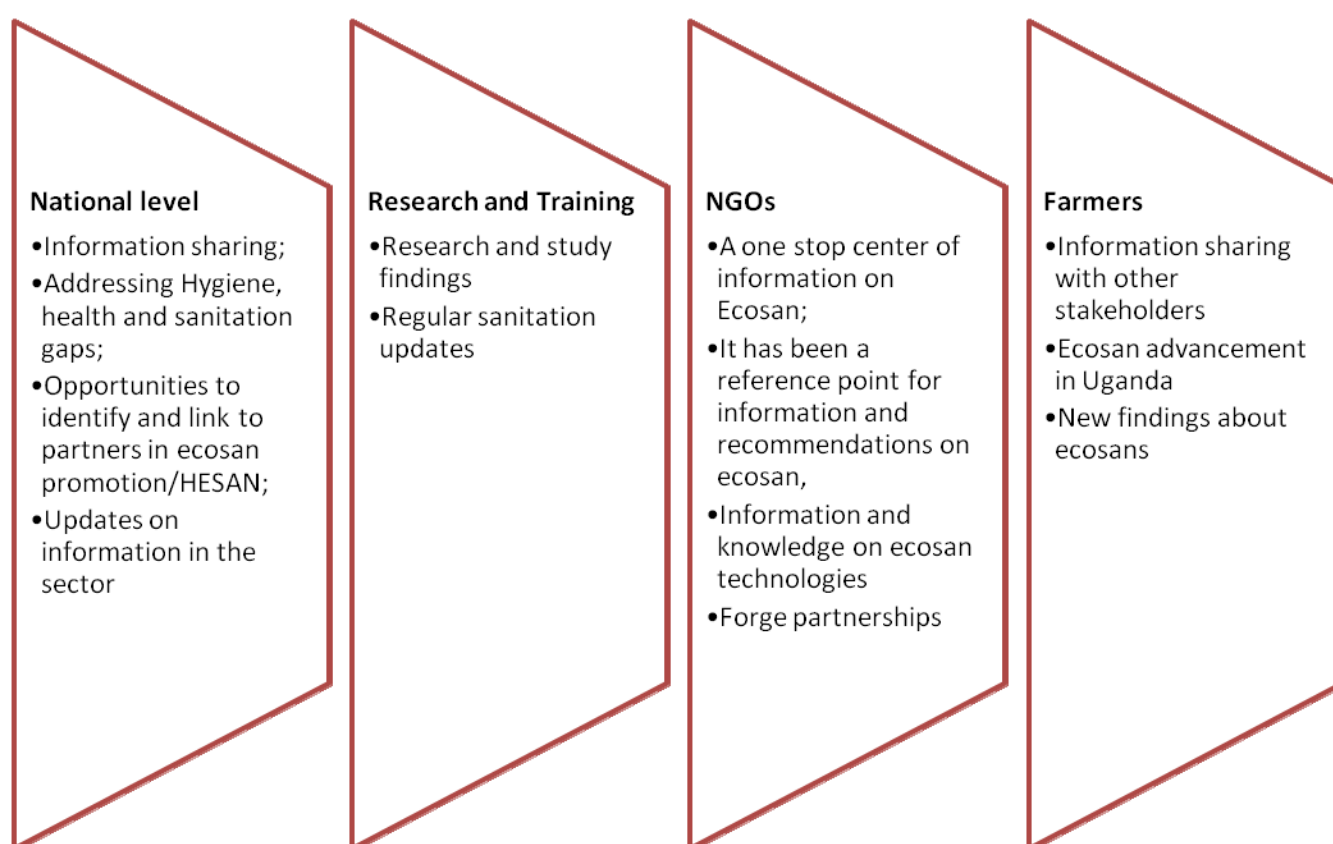 National level
•Information sharing;
•Addressing Hygiene,
health and sanitation
gaps;
•Opportunities to
identify and link to
partners in ecosan
promotion/HESAN;
•Updates on
information in the
sector
Research and Training
•Research and study
findings
•Regular sanitation
updates
NGOs
•A one stop center of
information on
Ecosan;
•It has been a
reference point for
information and
recommendations on
ecosan,
•Information and
knowledge on ecosan
technologies
•Forge partnerships
Farmers
•Information sharing
with other
stakeholders
•Ecosan advancement
in Uganda
•New findings about
ecosans